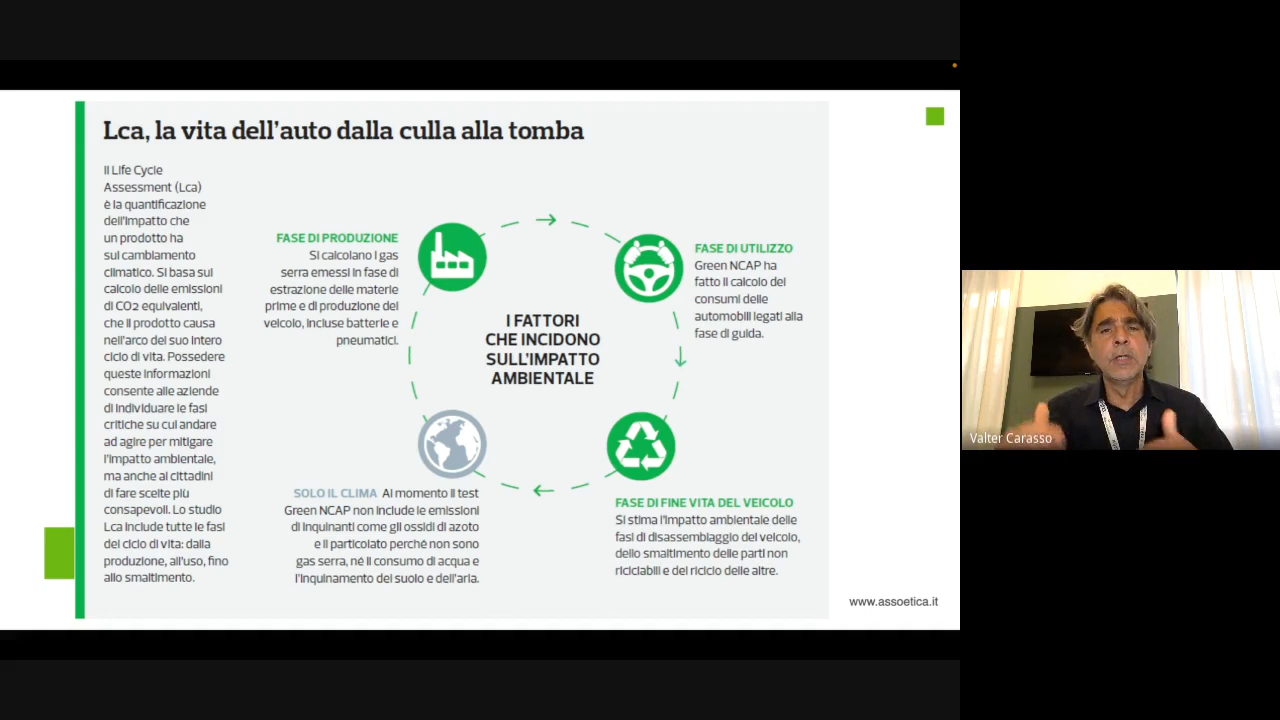 Lca, la vita dell'auto dalla culla alla tomba
Il Life Cycle
Assessment (Lca)
è la quantificazione
dell'impatto che
un prodotto ha
sul cambiamento
climatico. Si basa sul
calcolo delle emissioni
di CO2 equivalenti,
che il prodotto causa
nell'arco del suo intero
ciclo di vita. Possedere
queste informazioni
consente alle aziende
di individuare le fasi
critiche su cui andare
ad agire per mitigare
l'impatto ambientale,
ma anche ai cittadini
di fare scelte più
consapevoli. Lo studio
Lca include tutte le fasi
del ciclo di vita: dalla
produzione, all'uso, fino
allo smaltimento.
FASE DI PRODUZIONE
Si calcolano i gas
serra emessi in fase di
estrazione delle materie
prime e di produzione del
veicolo, incluse batterie e
pneumatici.
FASE DI UTILIZZO
Green NCAP ha
fatto il calcolo dei
consumi delle
automobili legati alla
fase di guida.
I FATTORI
CHE INCIDONO
SULL'IMPATTO
AMBIENTALE
SOLO IL CLIMA Al momento il test
Green NCAP non include le emissioni
di inquinanti come gli ossidi di azoto
e il particolato perché non sono
gas serra, né il consumo di acqua e
l'inquinamento del suolo e dell'aria.
FASE DI FINE VITA DEL VEICOLO
Si stima l'impatto ambientale delle
fasi di disassemblaggio del veicolo,
dello smaltimento delle parti non
riciclabili e del riciclo delle altre.
www.assoetica.it
Valter Carasso